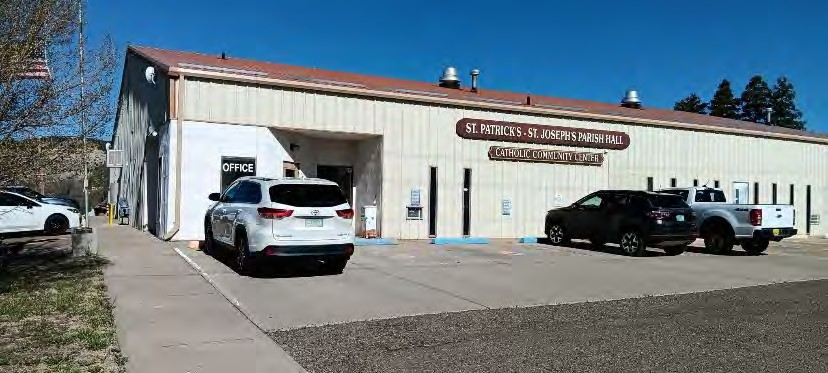 ST. PATRICK'S - ST. JOSEPH'S PARISH HALL
CATHOLIC COMMUNITY CENTER
OFFICE